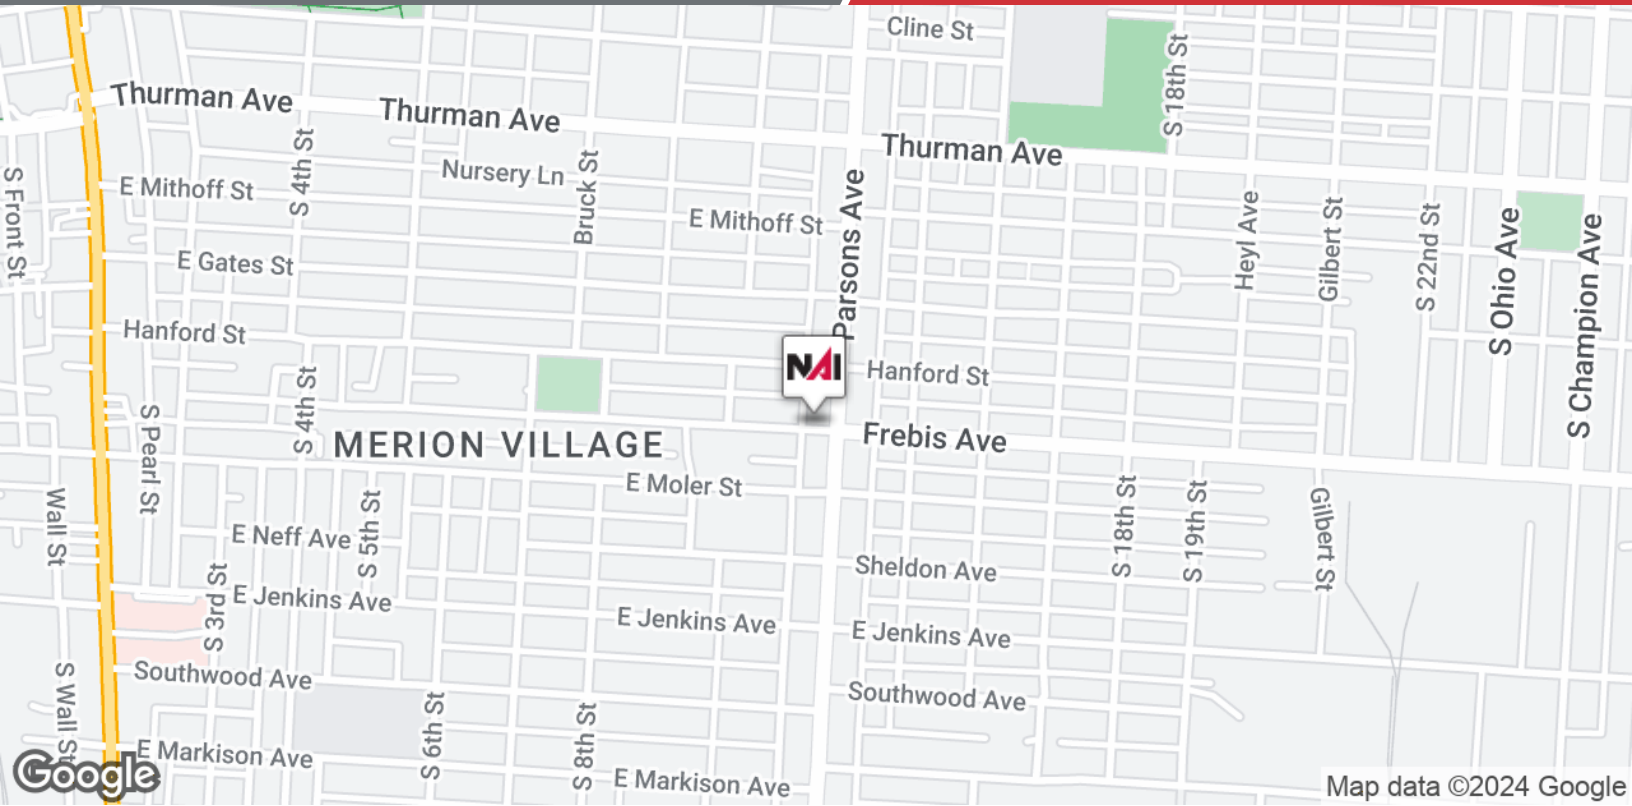 Cline St
S 18th St
Thurman Ave
Thurman Ave
Thurman Ave
S 4th St
Bruck St
Nursery Ln
S Front St
E Mithoff St
E Mithoff St
Parsons Ave
Heyl Ave
Gilbert St
S 22nd St
S Ohio Ave
S Champion Ave
E Gates St
Hanford St
NAI
Hanford St
S 4th St
S Pearl St
MERION VILLAGE
Frebis Ave
E Moler St
Wall St
S 5th St
E Neff Ave
S 18th St
S 19th St
Gilbert St
Sheldon Ave
S 3rd St
E Jenkins Ave
E Jenkins Ave
E Jenkins Ave
S Wall St
Southwood Ave
Southwood Ave
S 6th St
S 8th St
E Markison Ave
E Markison Ave
Google
Map data ©2024 Google